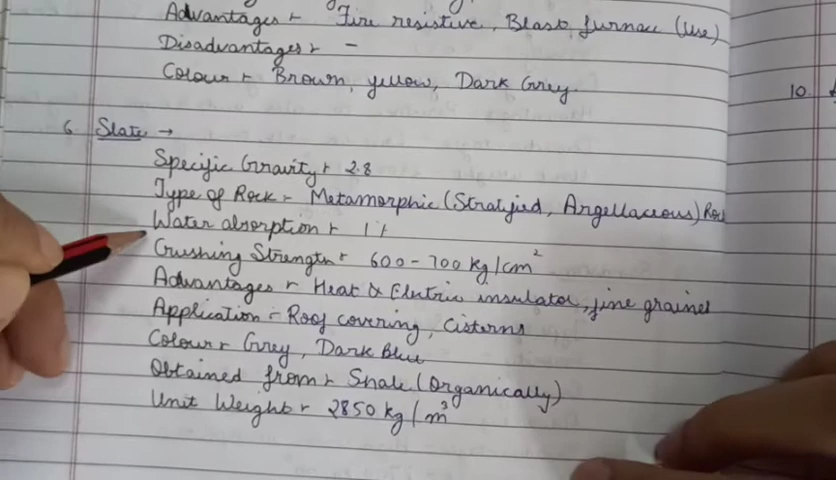 Advantages :- Fire resistive, Blast furnace (Use)
Disadvantages :- -
Colour :- Brown, yellow, Dark Grey
10
6 Slate →
Specific Gravity :- 2.8
Type of Rock :- Metamorphic (Stratified, Argellaceous) Rock
Water absorption :- 1%
Crushing Strength :- 600-700 kg/cm²
Advantages :- Heat & Electric insulator, fine grained
Application :- Roof covering, Cisterns
Colour :- Grey, Dark Blue
Obtained from :- Shale (Organically)
Unit Weight :- 2850 kg/m³